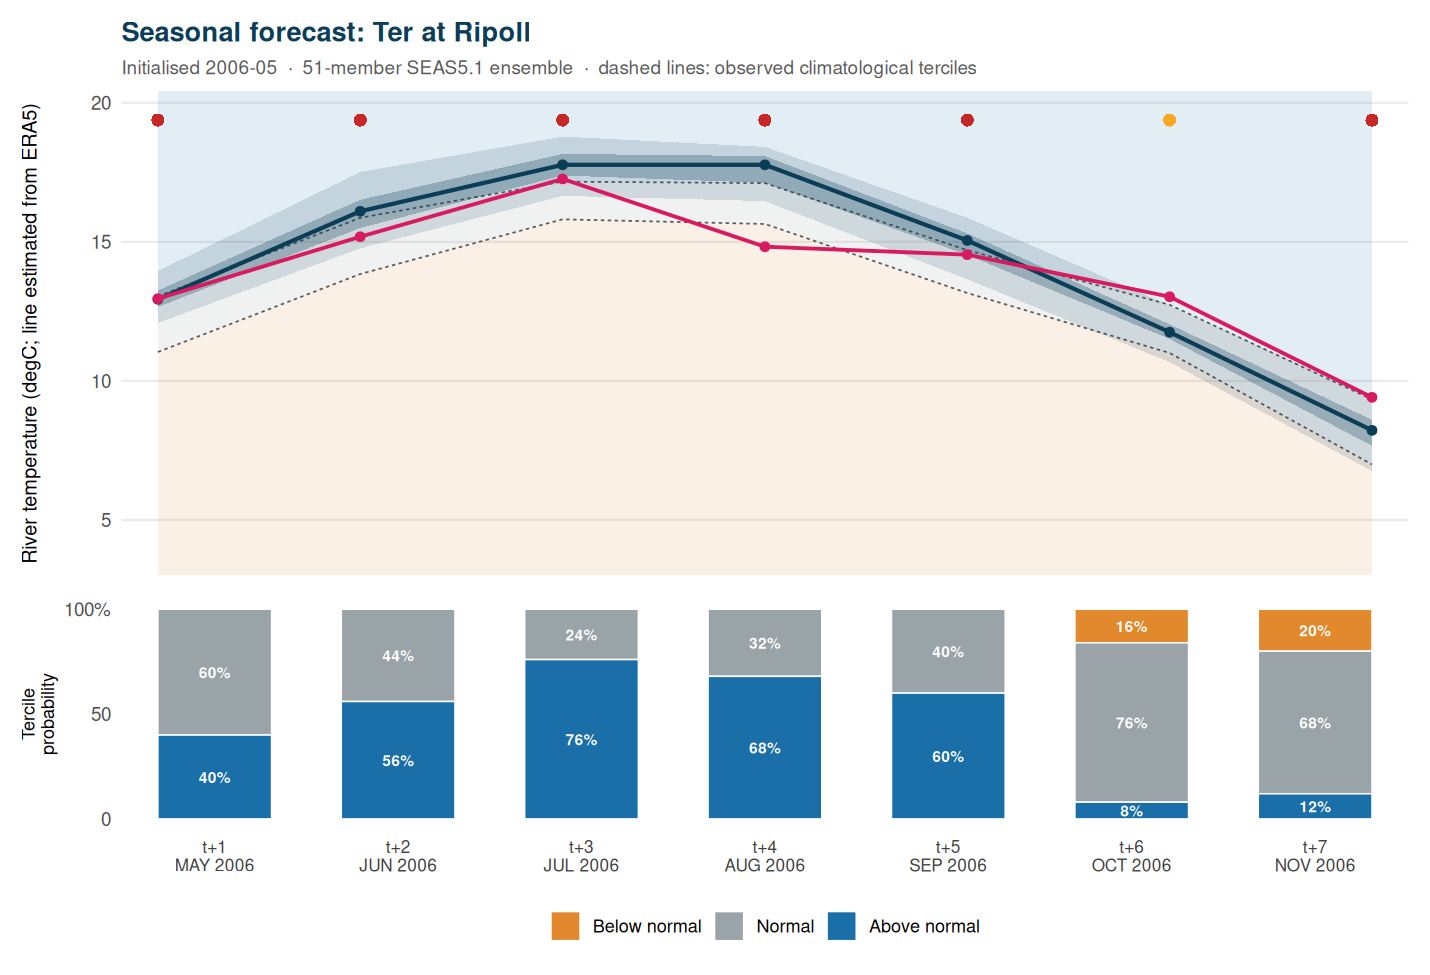 Seasonal forecast: Ter at Ripoll
Initialised 2006-05 · 51-member SEAS5.1 ensemble · dashed lines: observed climatological terciles
River temperature (degC; line estimated from ERA5)
20
15
10
5
Tercile
probability
100%
50
0
60%
44%
24%
32%
40%
16%
20%
76%
68%
40%
56%
76%
68%
60%
8%
12%
t+1
MAY 2006
t+2
JUN 2006
t+3
JUL 2006
t+4
AUG 2006
t+5
SEP 2006
t+6
OCT 2006
t+7
NOV 2006
Below normal
Normal
Above normal